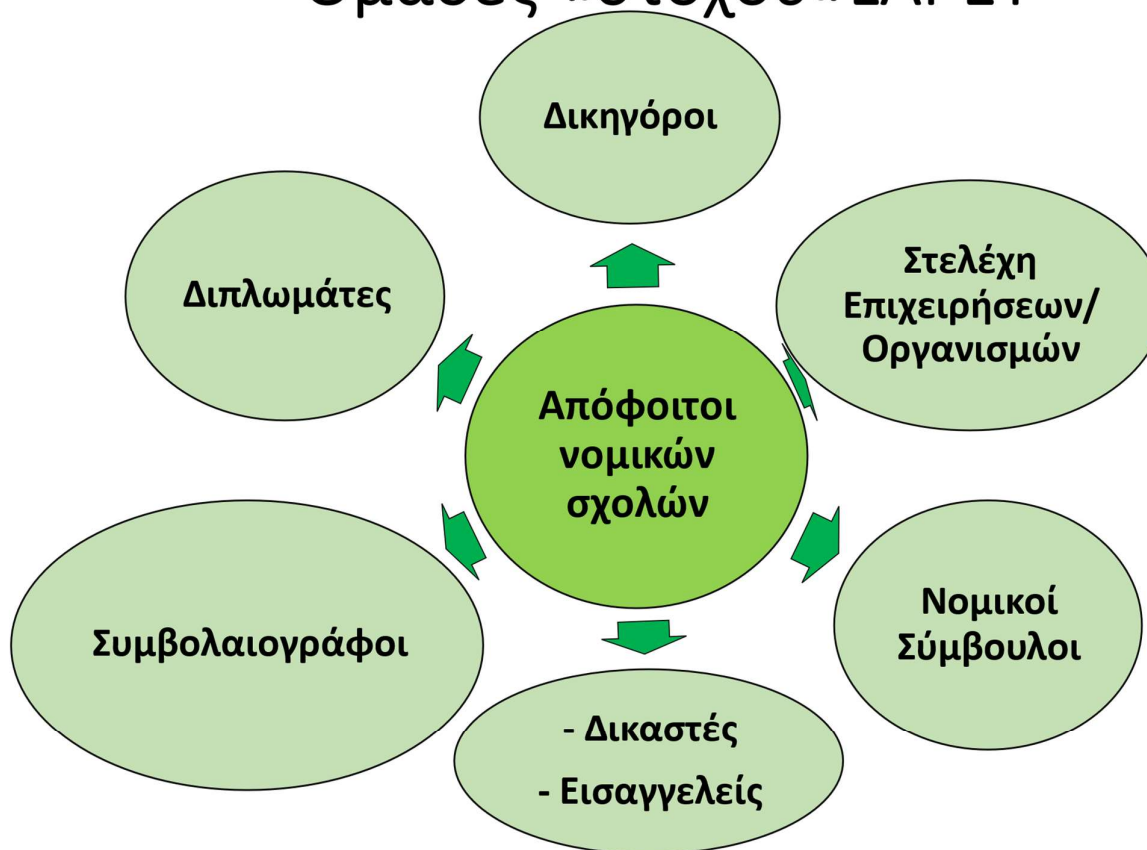 Δικηγόροι
Διπλωμάτες
Στελέχη
Επιχειρήσεων/
Οργανισμών
Απόφοιτοι
νομικών
σχολών
Συμβολαιογράφοι
Νομικοί
Σύμβουλοι
- Δικαστές
- Εισαγγελείς